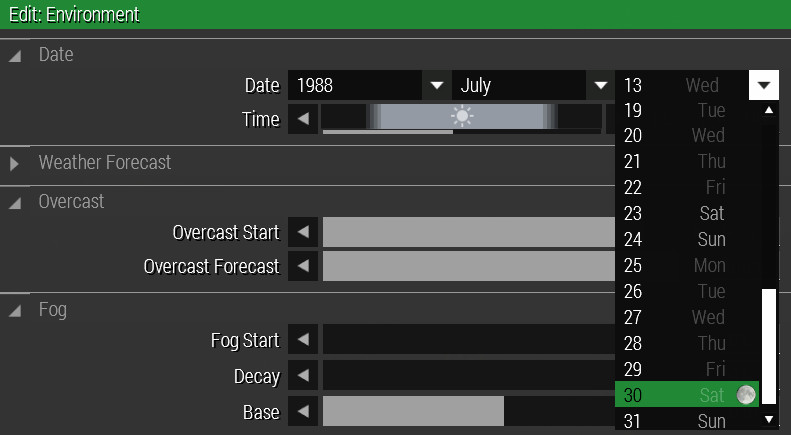 Edit: Environment
Date
Date 1988 July 13 Wed
19 Tue
Time
20 Wed
21 Thu
Weather Forecast
22 Fri
Overcast
23 Sat
Overcast Start
24 Sun
Overcast Forecast
25 Mon
26 Tue
Fog
27 Wed
Fog Start
28 Thu
29 Fri
Decay
30 Sat
Base
31 Sun